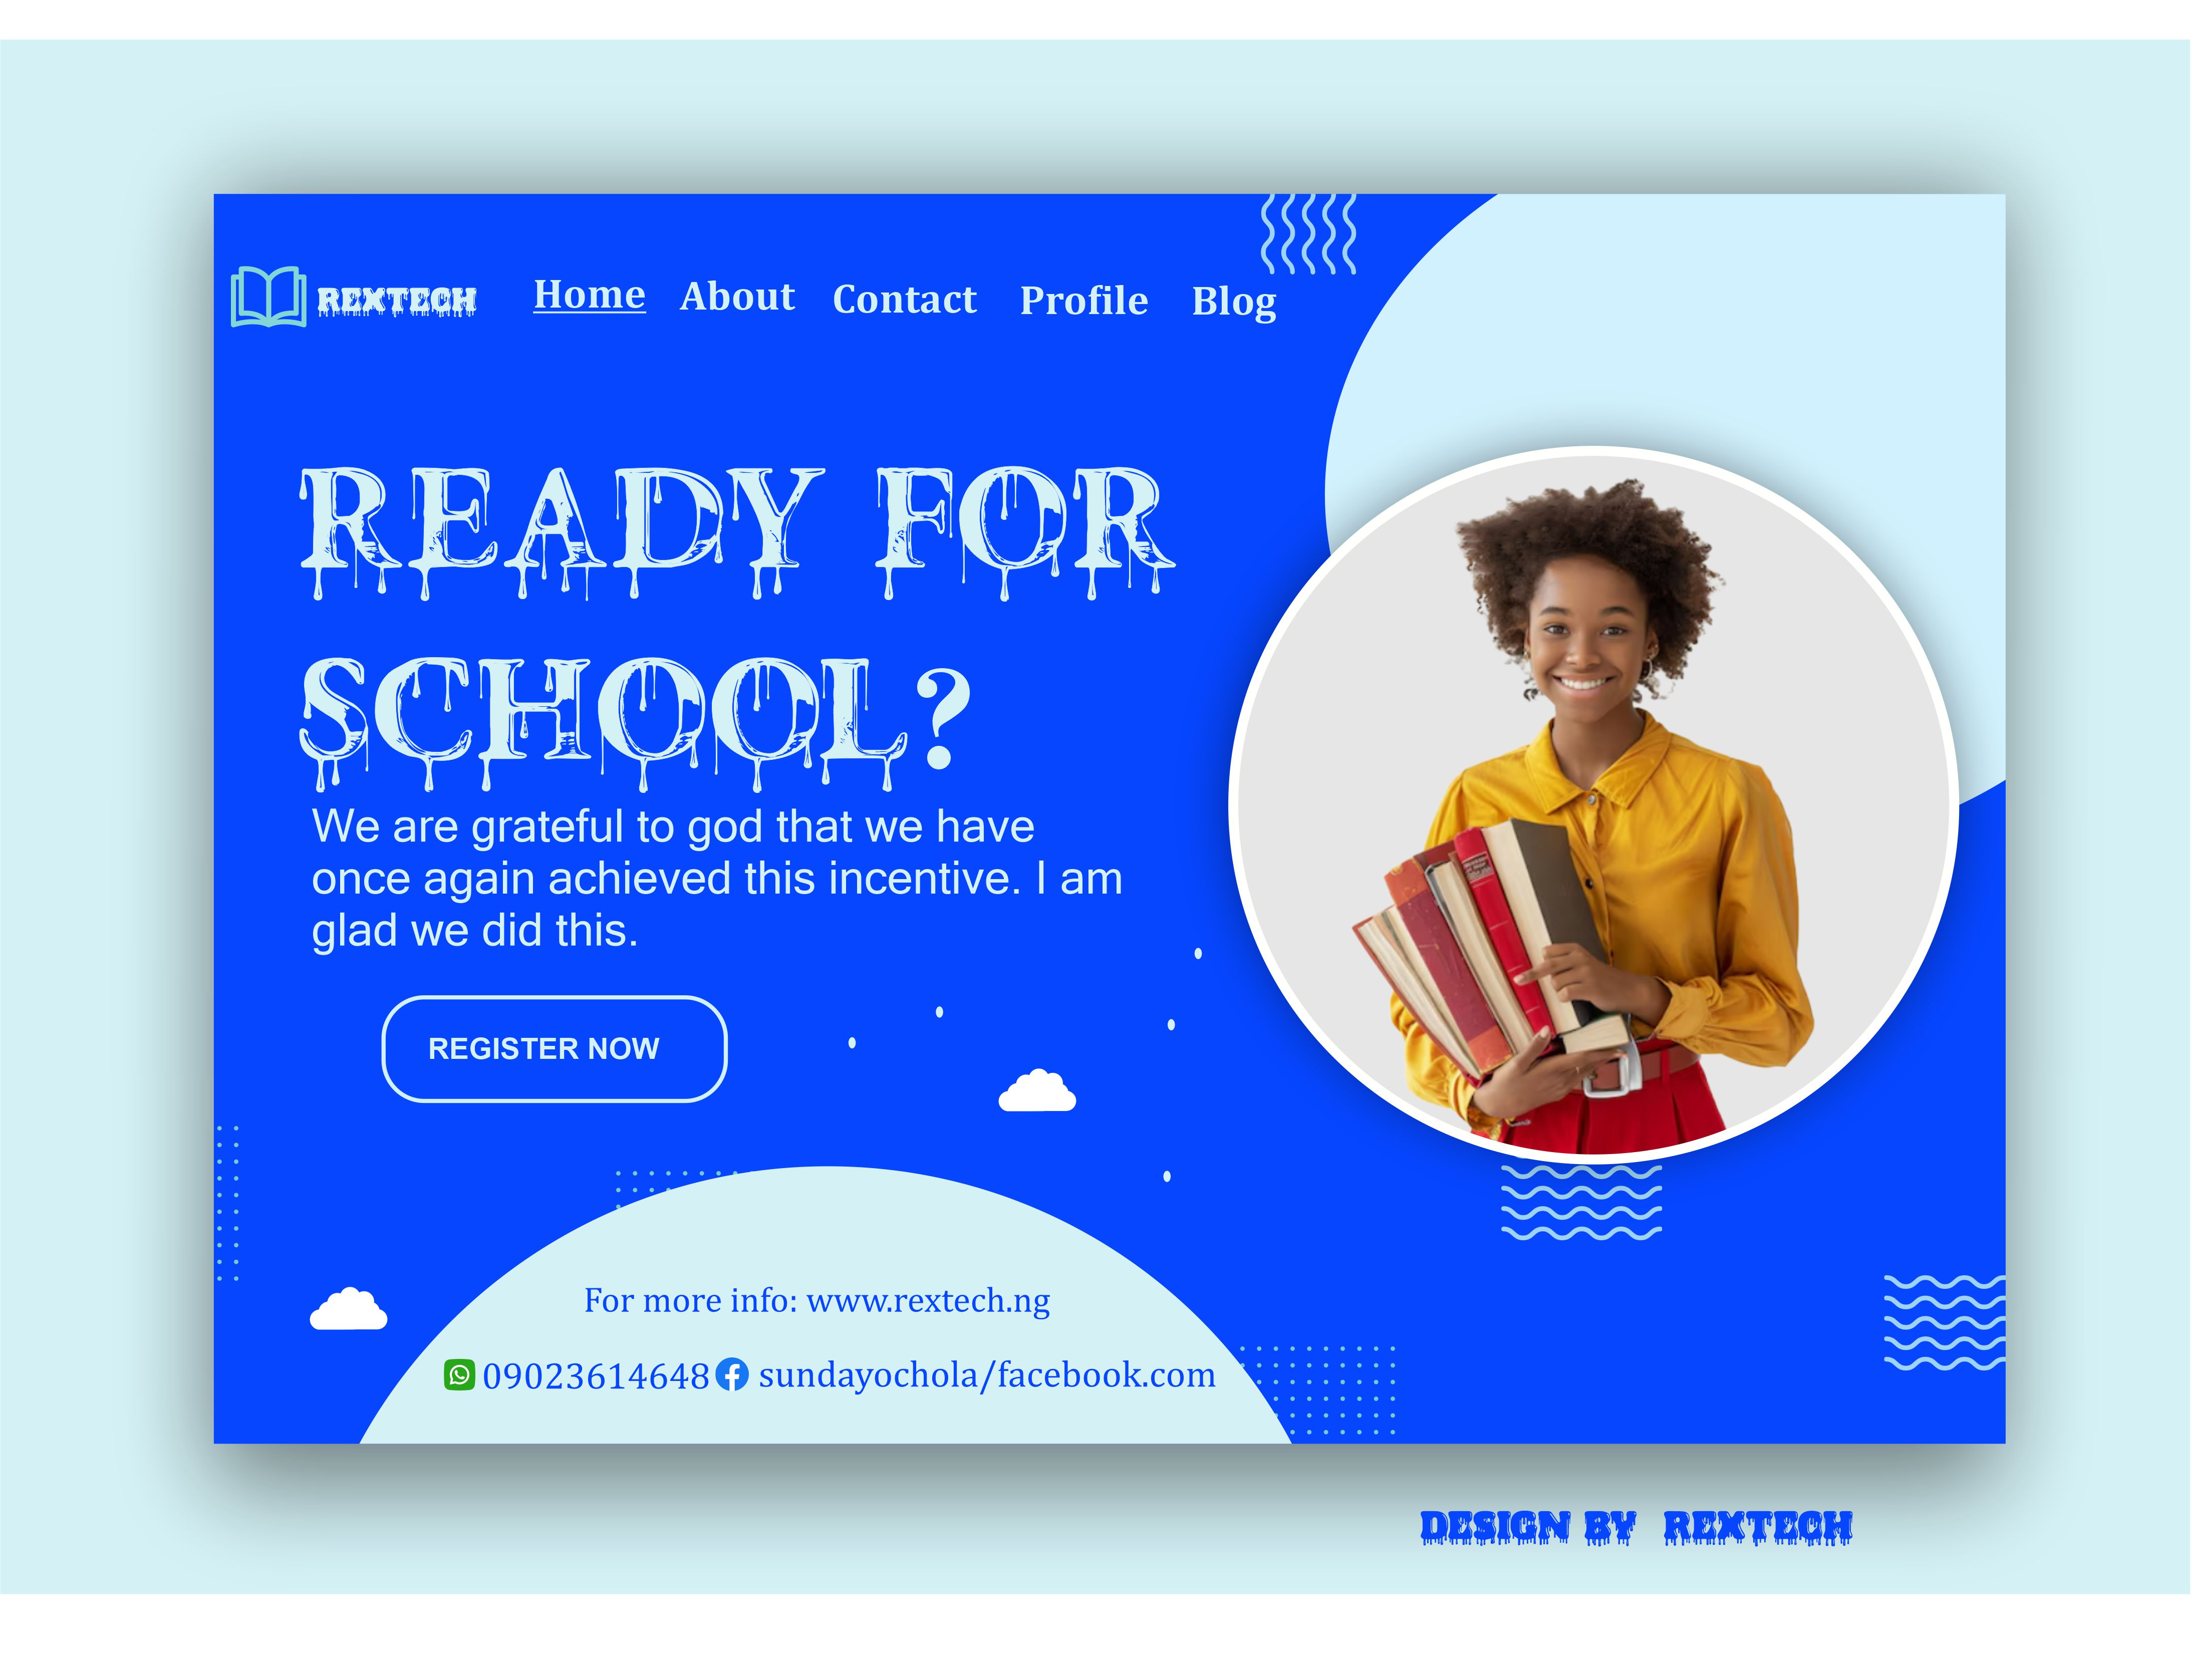 REXTECH Home About Contact Profile Blog
READY FOR
SCHOOL?
We are grateful to god that we have
once again achieved this incentive. I am
glad we did this.
REGISTER NOW
For more info: www.rextech.ng
09023614648 sundayochola/facebook.com
DESIGN BY REXTECH